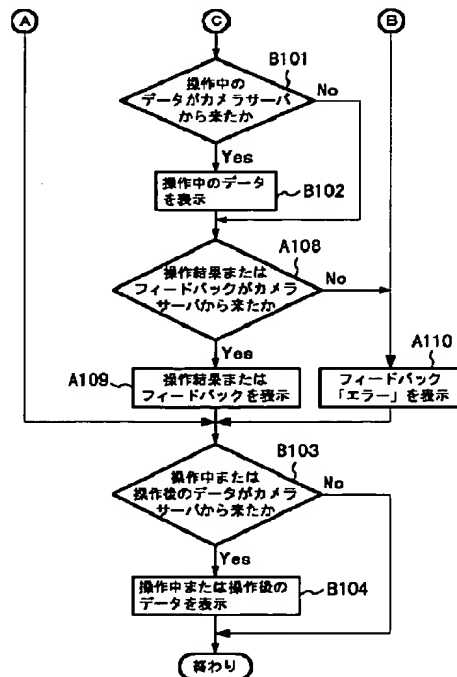 A
C
B
B101
操作中の
データがカメラサーバ
から来たか
No
Yes
操作中のデータ
を表示
B102
A108
操作結果または
フィードバックがカメラ
サーバから来たか
No
Yes
A109
操作結果または
フィードバックを表示
A110
フィードバック
「エラー」を表示
B103
操作中または
操作後のデータがカメラ
サーバから来たか
No
Yes
操作中または操作後の
データを表示
B104
終わり